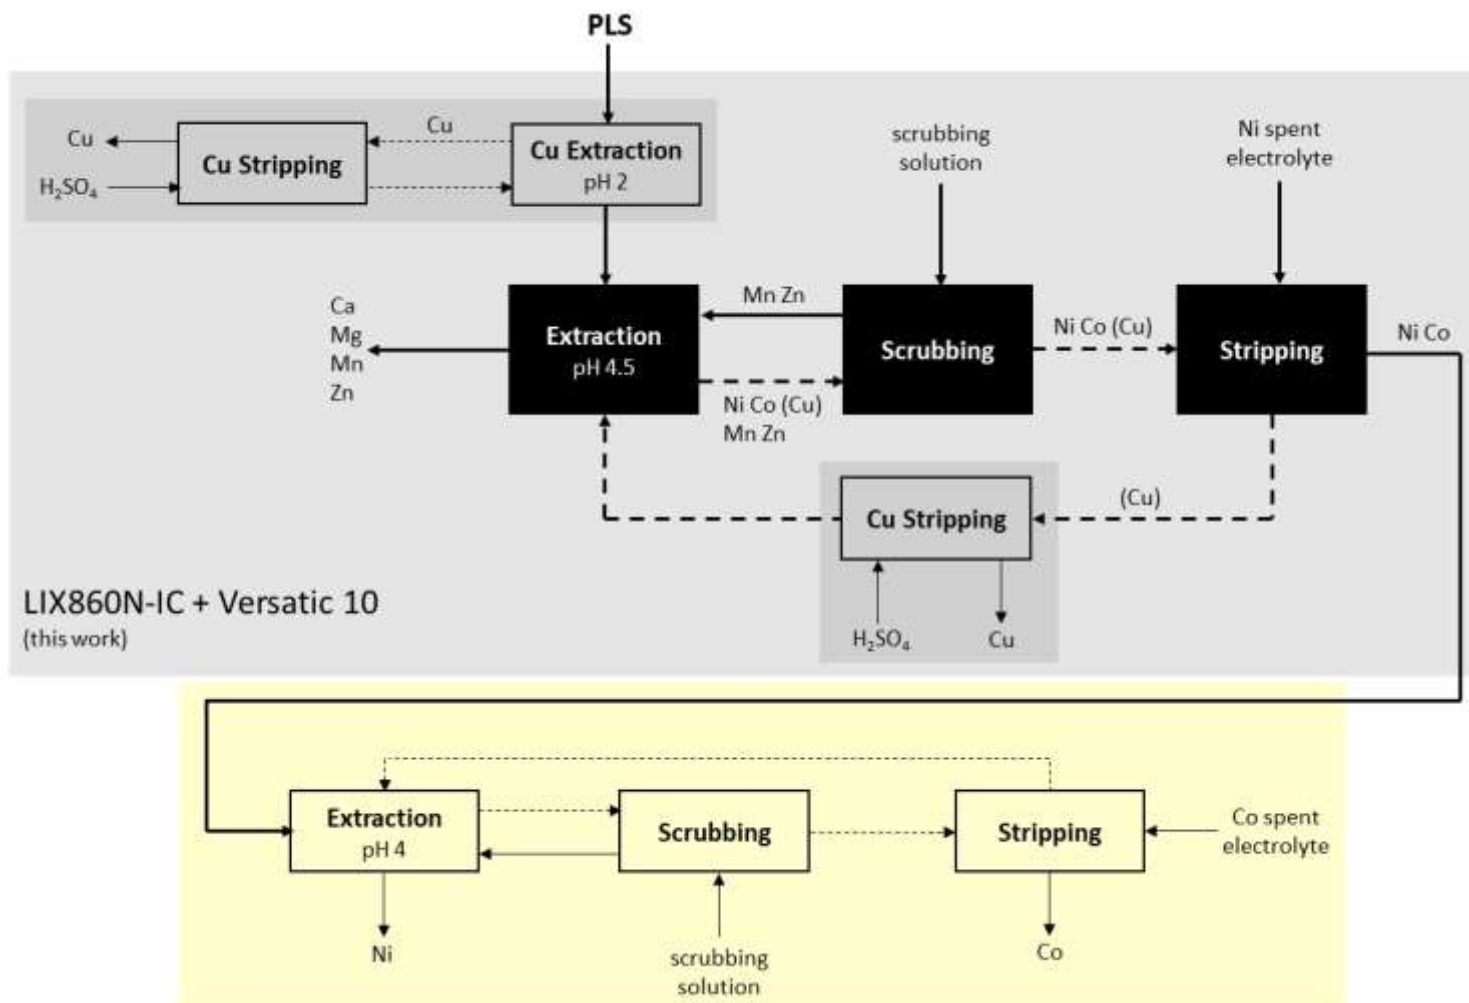 PLS
Cu
H₂SO₄
Cu Stripping
Cu
Cu Extraction
pH 2
scrubbing
solution
Ni spent
electrolyte
Ca
Mg
Mn
Zn
Extraction
pH 4.5
Mn Zn
Ni Co (Cu)
Mn Zn
Scrubbing
Ni Co (Cu)
Stripping
Ni Co
Cu Stripping
(Cu)
H₂SO₄
Cu
LIX860N-IC + Versatic 10
(this work)
Extraction
pH 4
Scrubbing
Stripping
Co spent
electrolyte
Ni
scrubbing
solution
Co